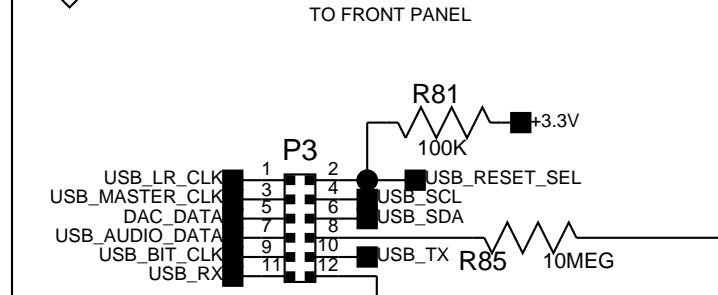 TO FRONT PANEL
R81
+3.3V
100K
P3
USB_LR_CLK 1 2 USB_RESET_SEL
USB_MASTER_CLK 3 4 USB_SCL
DAC_DATA 5 6 USB_SDA
USB_AUDIO_DATA 7 8
USB_BIT_CLK 9 10 USB_TX R85 10MEG
USB_RX 11 12